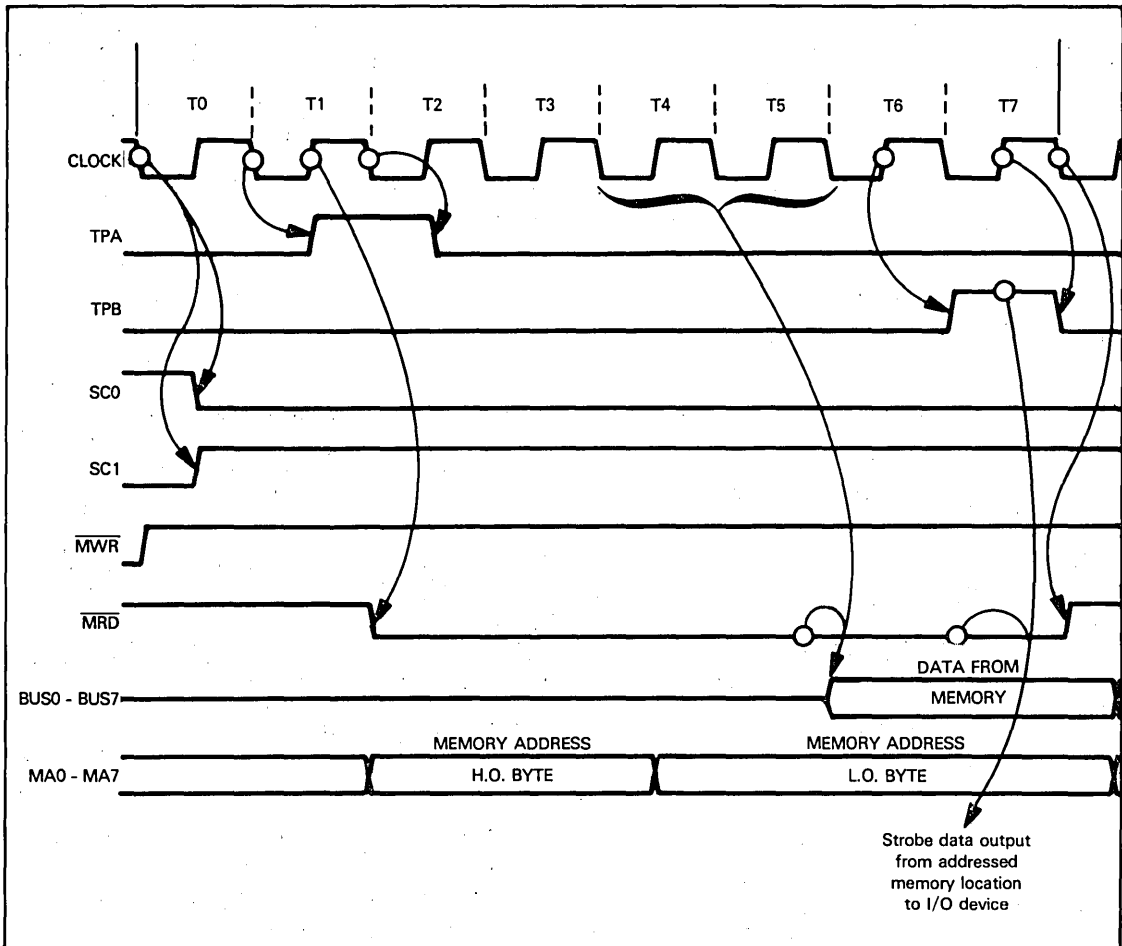 T0 T1 T2 T3 T4 T5 T6 T7
CLOCK
TPA
TPB
SC0
SC1
MWR
MRD
DATA FROM
BUS0 - BUS7
MEMORY
MEMORY ADDRESS MEMORY ADDRESS
MA0 - MA7
H.O. BYTE L.O. BYTE
Strobe data output
from addressed
memory location
to I/O device